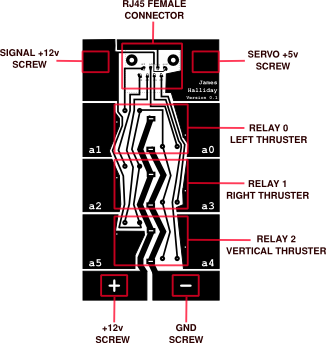 RJ45 FEMALE
CONNECTOR
SIGNAL +12v
SCREW
SERVO +5v
SCREW
James
Halliday
Version 0.1
RELAY 0
LEFT THRUSTER
a1
a0
RELAY 1
RIGHT THRUSTER
a2
a3
RELAY 2
VERTICAL THRUSTER
a5
a4
+
−
+12v
SCREW
GND
SCREW